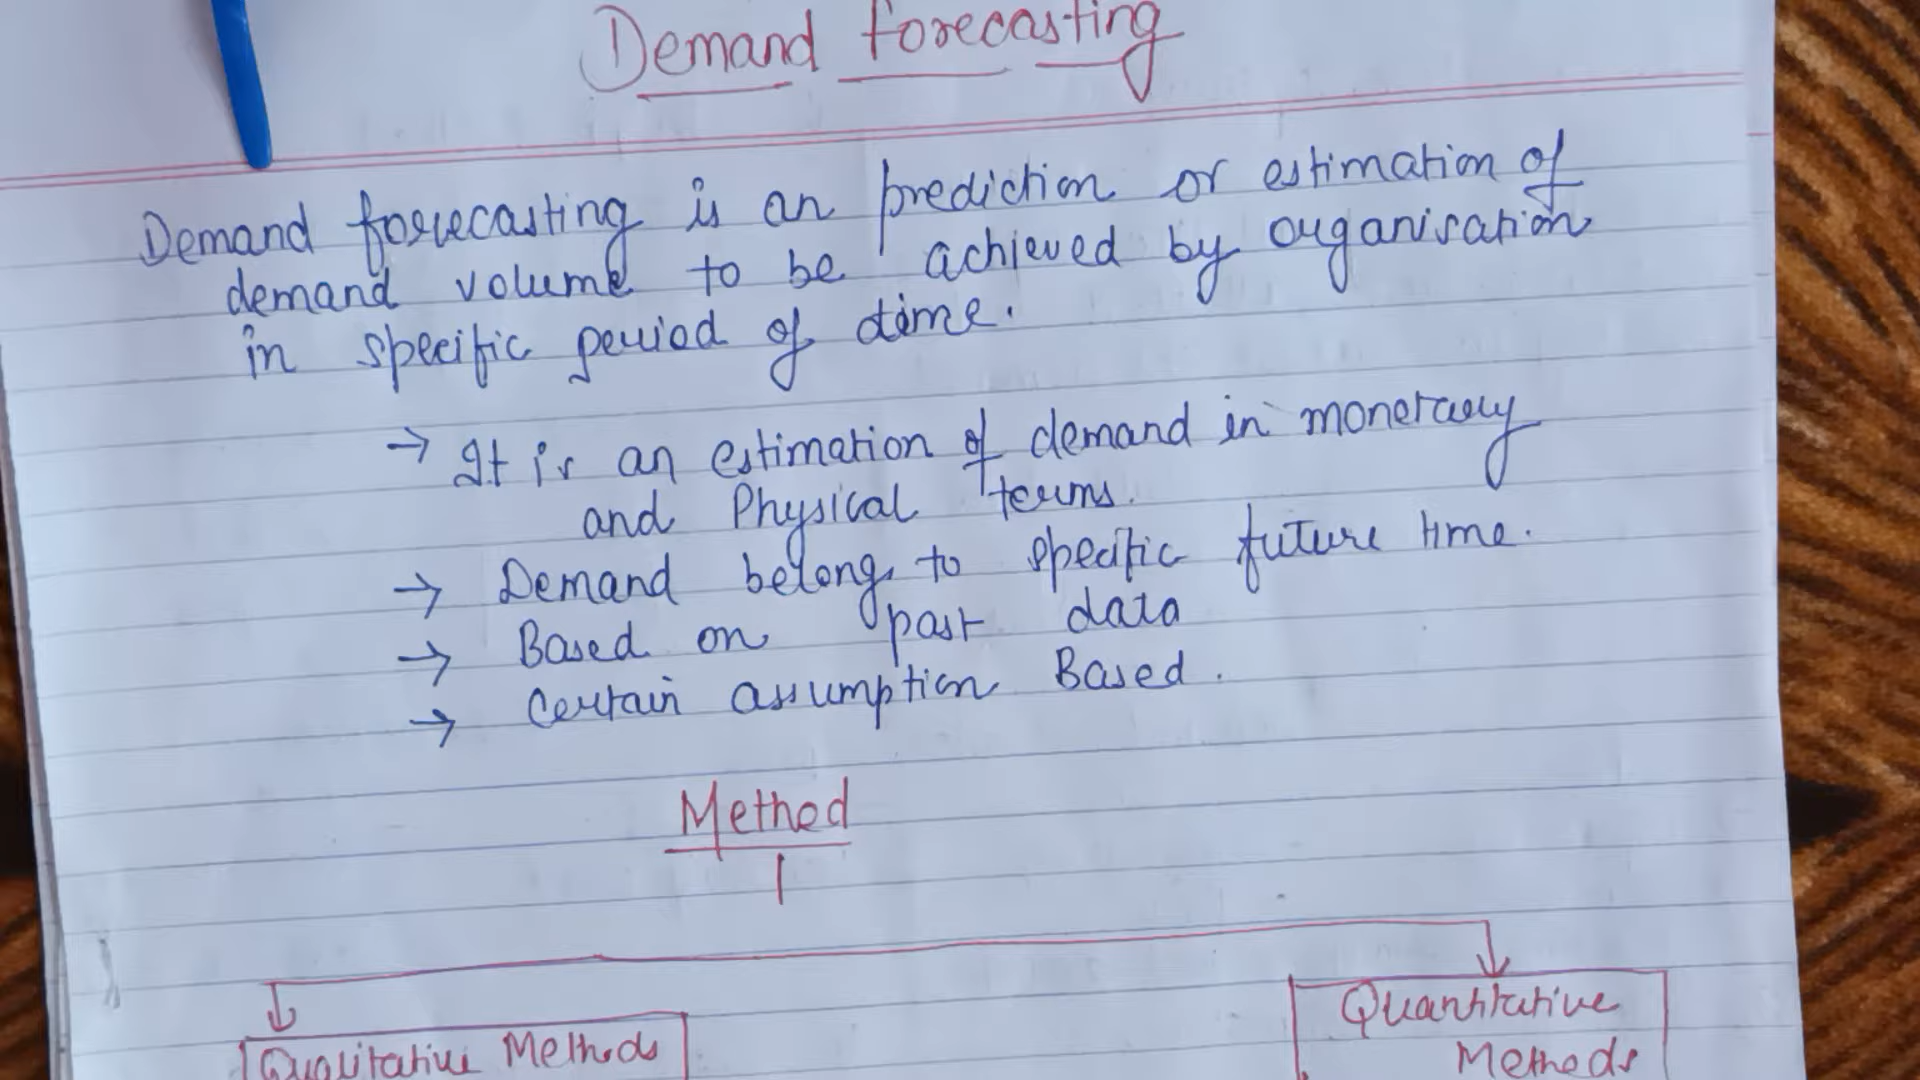 Demand forecasting
Demand forecasting is an prediction or estimation of
demand volume to be achieved by organisation
in specific period of time.
→ It is an estimation of demand in monetary
and Physical terms.
→ Demand belong to specific future time.
→ Based on past data
→ Certain assumption Based.
Method
Qualitative Methods
Quantitative
Methods